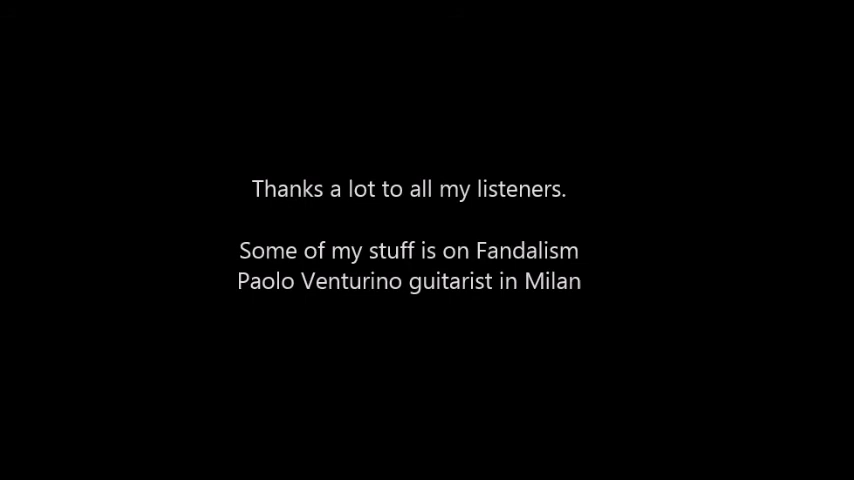 Thanks a lot to all my listeners.
Some of my stuff is on Fandalism
Paolo Venturino guitarist in Milan